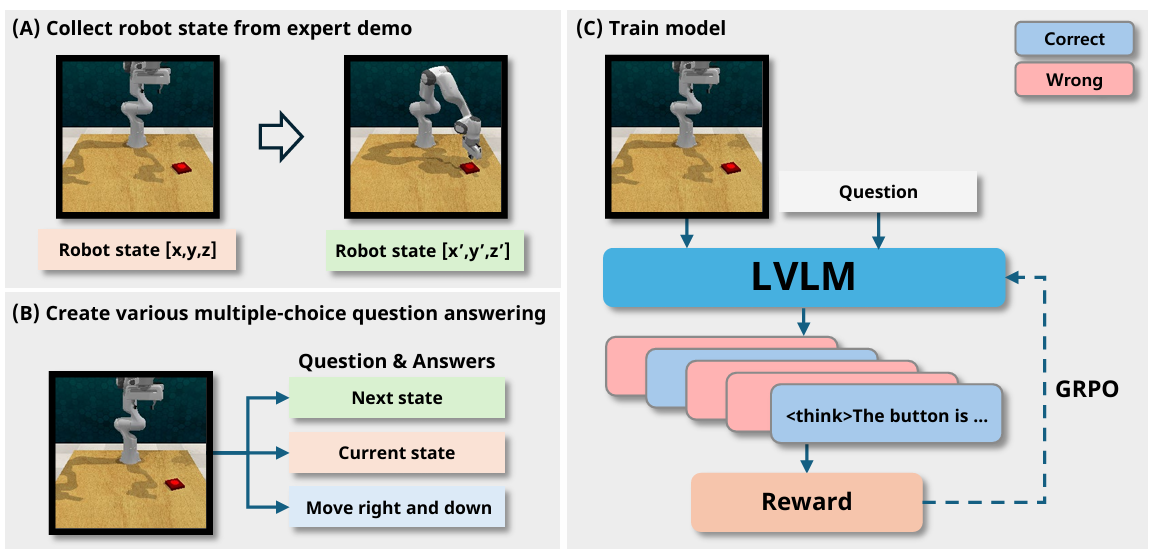 (A) Collect robot state from expert demo
Robot state [x,y,z]
Robot state [x’,y’,z’]
(B) Create various multiple-choice question answering
Question & Answers
Next state
Current state
Move right and down
(C) Train model
Correct
Wrong
Question
LVLM
<think>The button is ...
GRPO
Reward